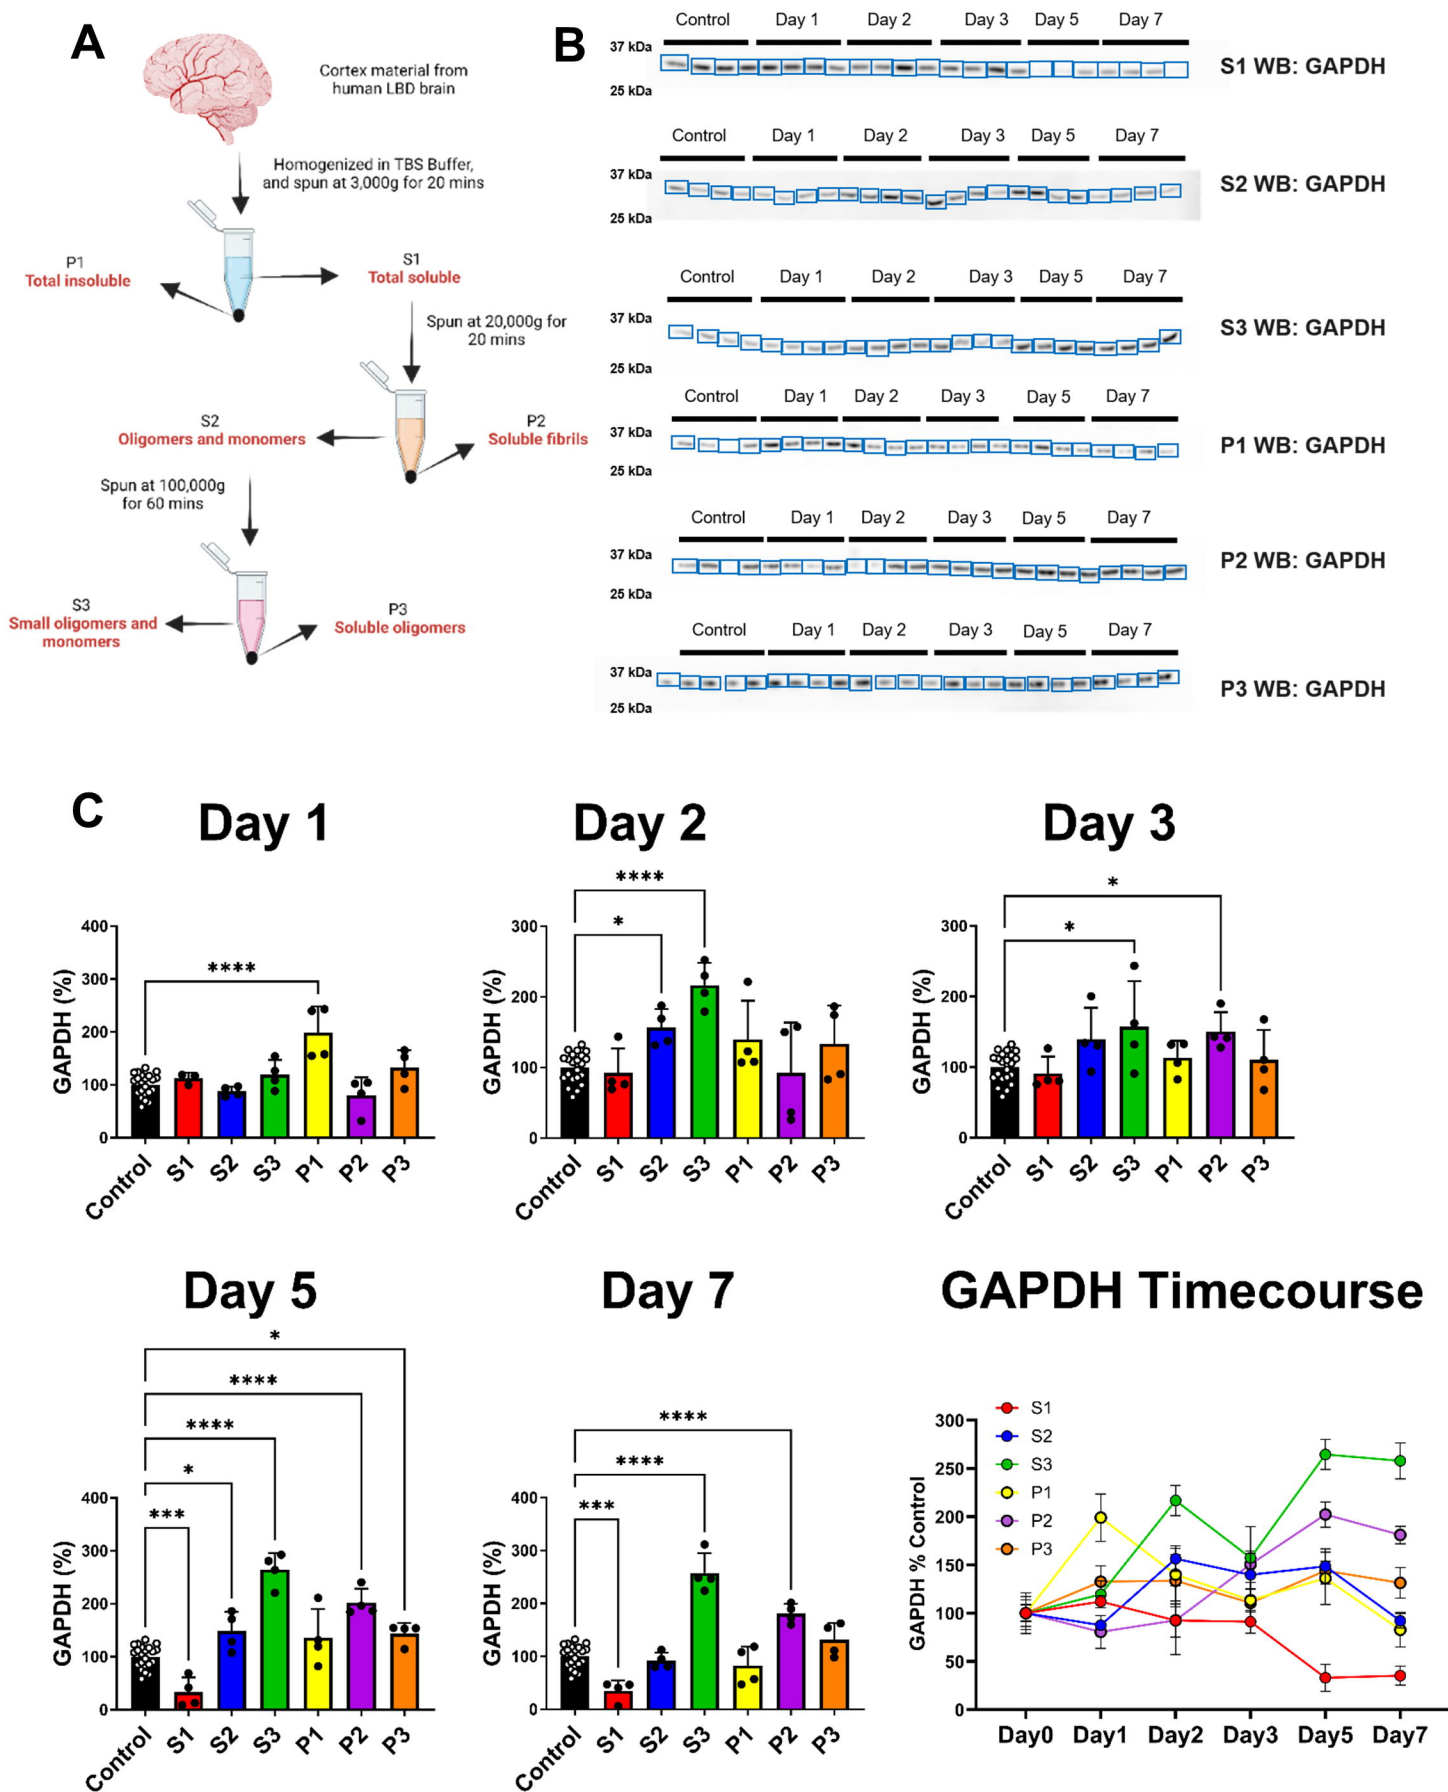 A
Cortex material from
human LBD brain
Homogenized in TBS Buffer,
and spun at 3,000g for 20 mins
P1
Total insoluble
S1
Total soluble
Spun at 20,000g for
20 mins
S2
Oligomers and monomers
P2
Soluble fibrils
Spun at 100,000g
for 60 mins
S3
Small oligomers and
monomers
P3
Soluble oligomers
B
Control Day 1 Day 2 Day 3 Day 5 Day 7
37 kDa
25 kDa
S1 WB: GAPDH
Control Day 1 Day 2 Day 3 Day 5 Day 7
37 kDa
25 kDa
S2 WB: GAPDH
Control Day 1 Day 2 Day 3 Day 5 Day 7
37 kDa
25 kDa
S3 WB: GAPDH
Control Day 1 Day 2 Day 3 Day 5 Day 7
37 kDa
25 kDa
P1 WB: GAPDH
Control Day 1 Day 2 Day 3 Day 5 Day 7
37 kDa
25 kDa
P2 WB: GAPDH
Control Day 1 Day 2 Day 3 Day 5 Day 7
37 kDa
25 kDa
P3 WB: GAPDH
C
Day 1
GAPDH (%)
400
300
200
100
0
****
Control S1 S2 S3 P1 P2 P3
Day 2
GAPDH (%)
300
200
100
0
****
*
Control S1 S2 S3 P1 P2 P3
Day 3
GAPDH (%)
300
200
100
0
*
*
Control S1 S2 S3 P1 P2 P3
Day 5
GAPDH (%)
400
300
200
100
0
*
****
****
*
***
Control S1 S2 S3 P1 P2 P3
Day 7
GAPDH (%)
400
300
200
100
0
****
****
***
Control S1 S2 S3 P1 P2 P3
GAPDH Timecourse
GAPDH % Control
300
250
200
150
100
50
0
S1
S2
S3
P1
P2
P3
Day0 Day1 Day2 Day3 Day5 Day7